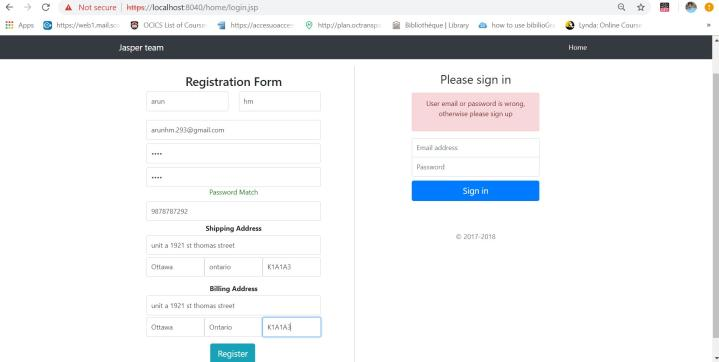 Not secure | https://localhost:8040/home/login.jsp
Apps https://web1.mail.sco OCICS List of Course https://accesuoacces http://plan.octranspo Bibliothèque | Library how to use bibilioGra Lynda: Online Course »
Jasper team Home
Registration Form
arun hm
arunhm.293@gmail.com
••••
••••
Password Match
9878787292
Shipping Address
unit a 1921 st thomas street
Ottawa ontario K1A1A3
Billing Address
unit a 1921 st thomas street
Ottawa Ontario K1A1A3
Register
Please sign in
User email or password is wrong,
otherwise please sign up
Email address
Password
Sign in
© 2017-2018